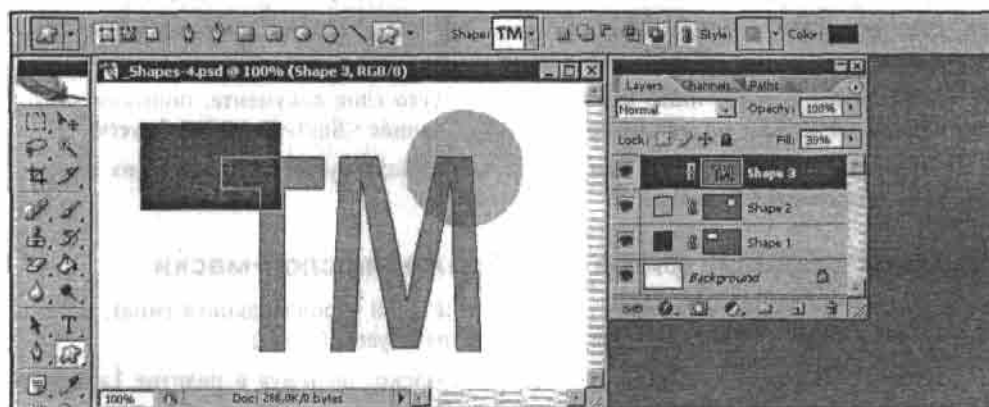 Shape: TM Style: Color:
_Shapes-4.psd @ 100% (Shape 3, RGB/8)
TM
100% Doc: 286,0K/0 bytes
Layers Channels Paths
Normal Opacity: 100%
Lock: Fill: 39%
Shape 3
Shape 2
Shape 1
Background